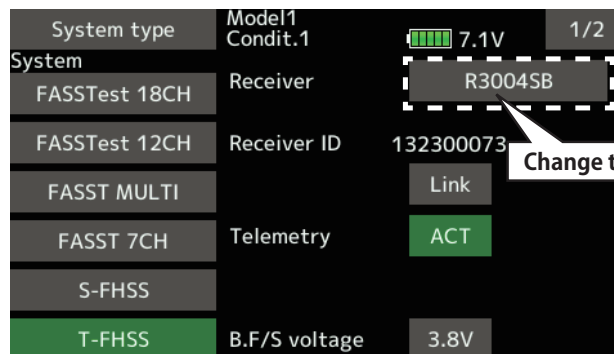 System type
Model1
Condit.1
7.1V
1/2
System
FASSTest 18CH
Receiver
R3004SB
FASSTest 12CH
Receiver ID
132300073
Change t
FASST MULTI
Link
FASST 7CH
Telemetry
ACT
S-FHSS
T-FHSS
B.F/S voltage
3.8V